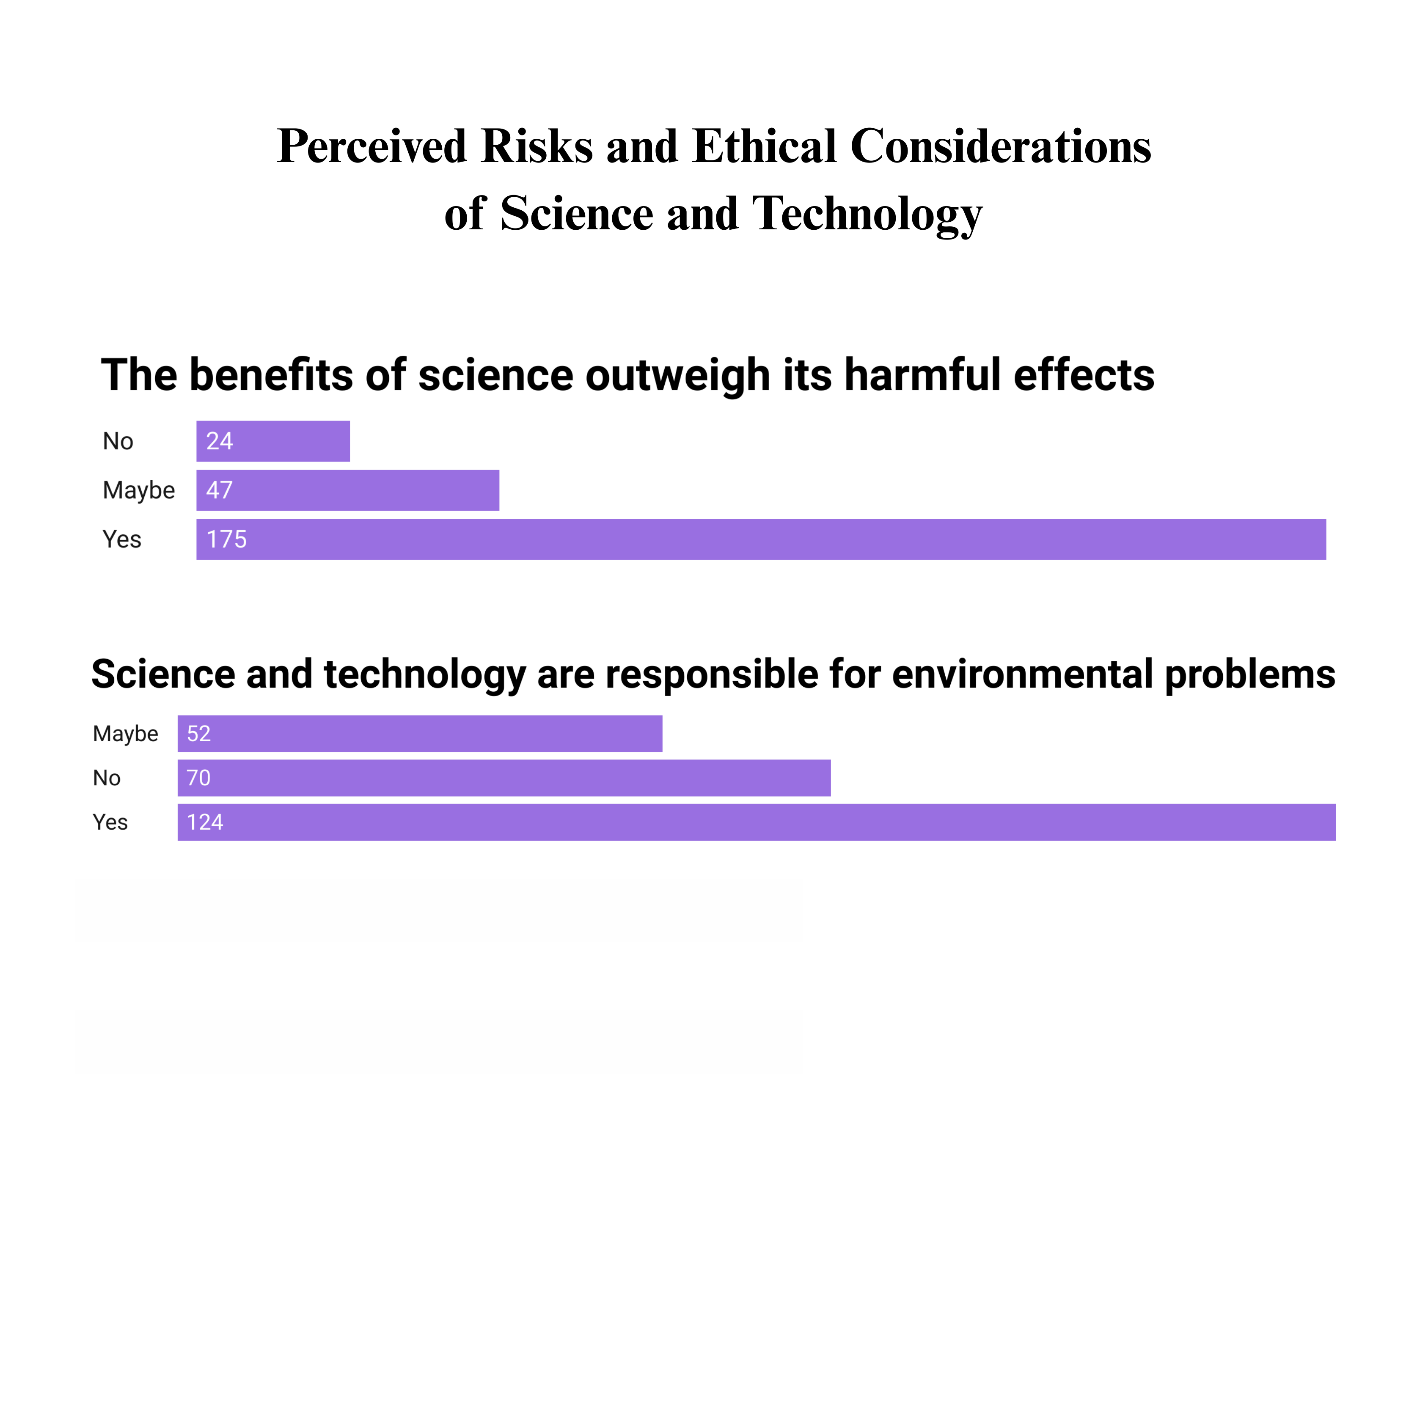 Perceived Risks and Ethical Considerations
of Science and Technology
The benefits of science outweigh its harmful effects
No 24
Maybe 47
Yes 175
Science and technology are responsible for environmental problems
Maybe 52
No 70
Yes 124